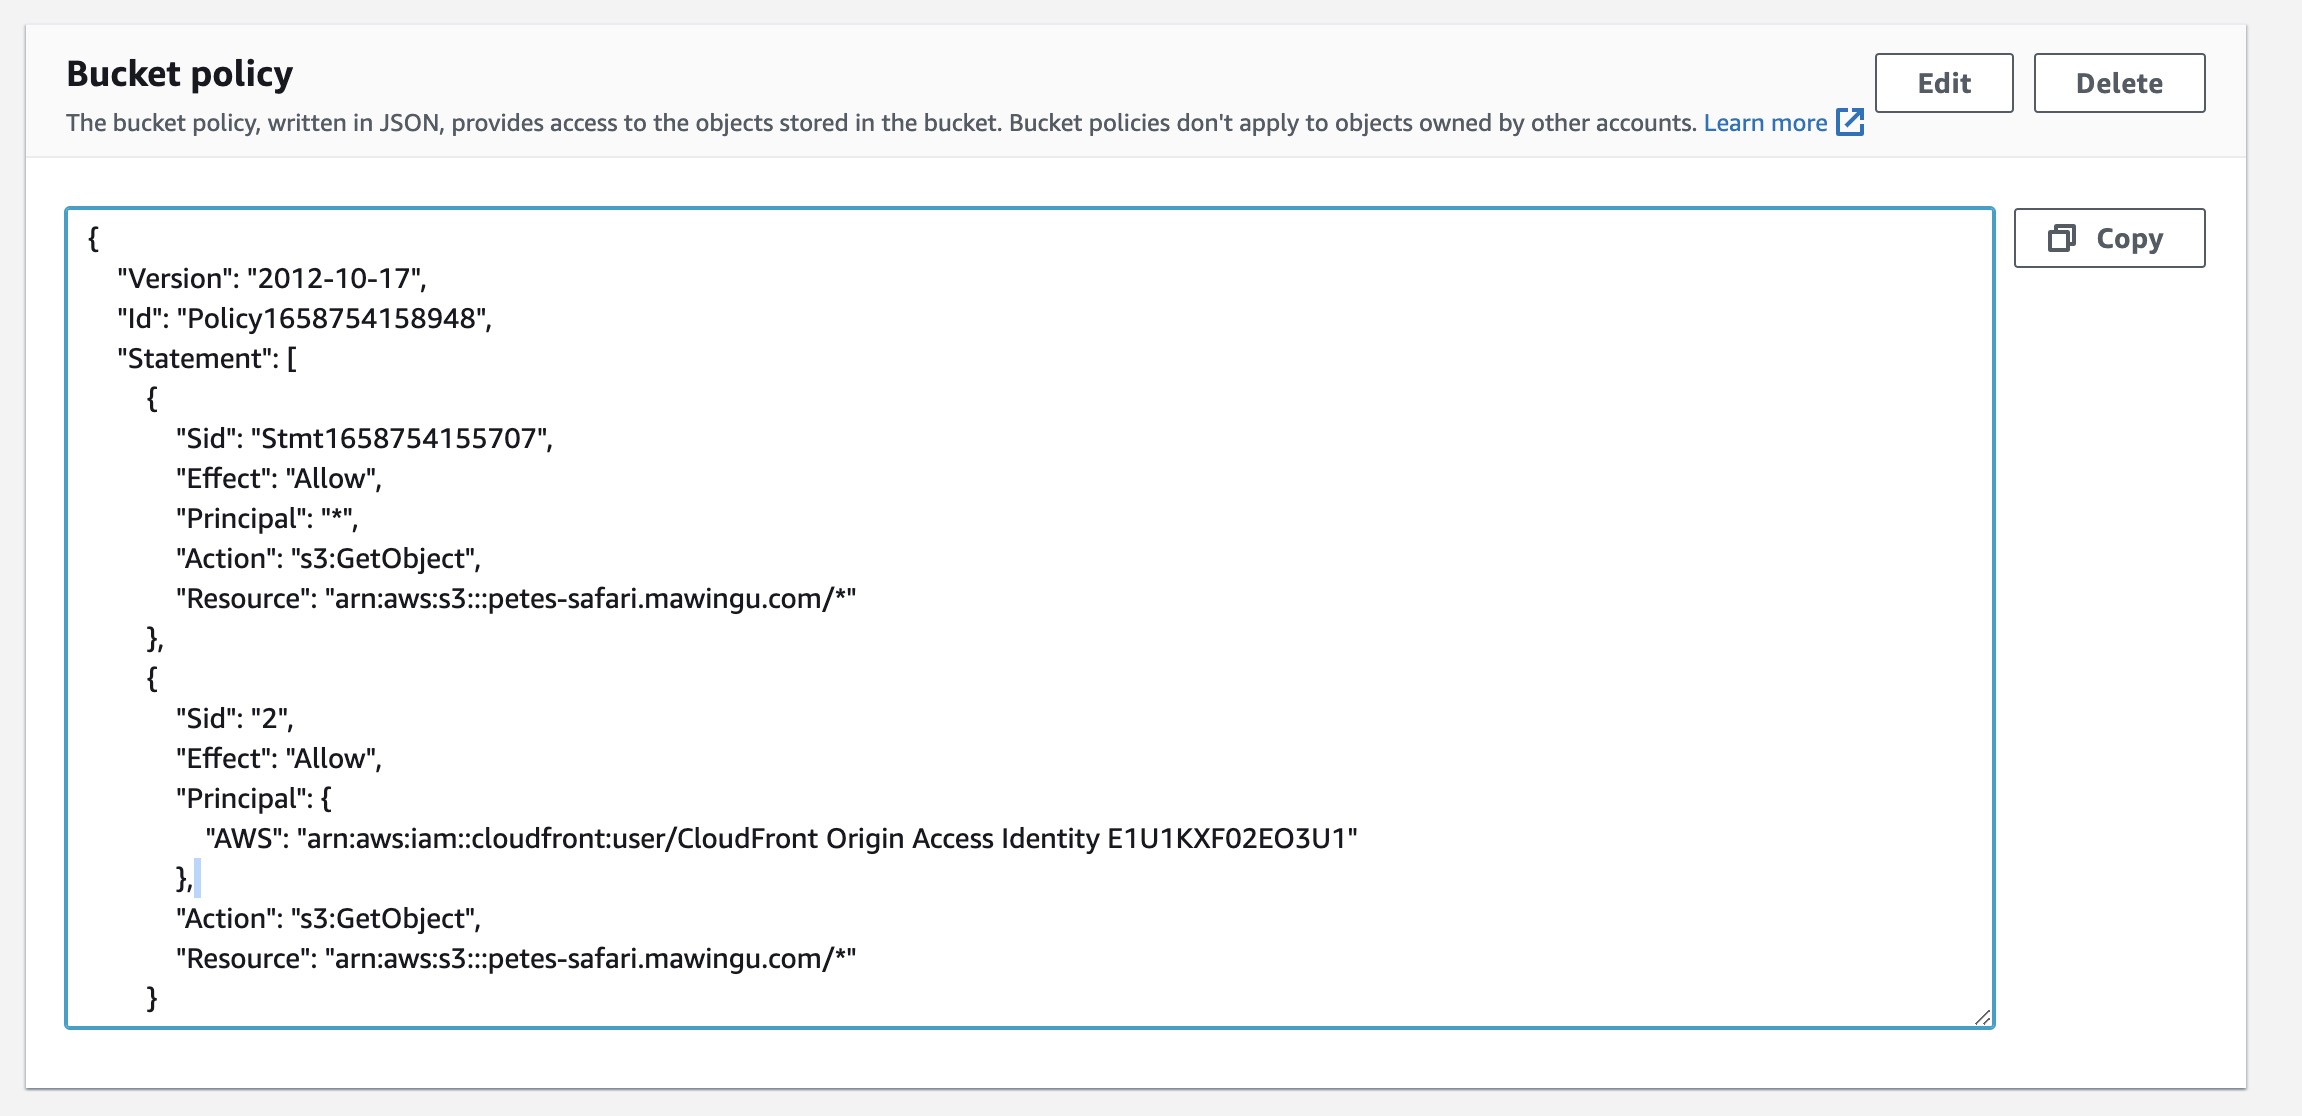 Bucket policy
Edit
Delete
The bucket policy, written in JSON, provides access to the objects stored in the bucket. Bucket policies don't apply to objects owned by other accounts. Learn more
Copy
{
"Version": "2012-10-17",
"Id": "Policy1658754158948",
"Statement": [
{
"Sid": "Stmt1658754155707",
"Effect": "Allow",
"Principal": "*",
"Action": "s3:GetObject",
"Resource": "arn:aws:s3:::petes-safari.mawingu.com/*"
},
{
"Sid": "2",
"Effect": "Allow",
"Principal": {
"AWS": "arn:aws:iam::cloudfront:user/CloudFront Origin Access Identity E1U1KXF02EO3U1"
},
"Action": "s3:GetObject",
"Resource": "arn:aws:s3:::petes-safari.mawingu.com/*"
}